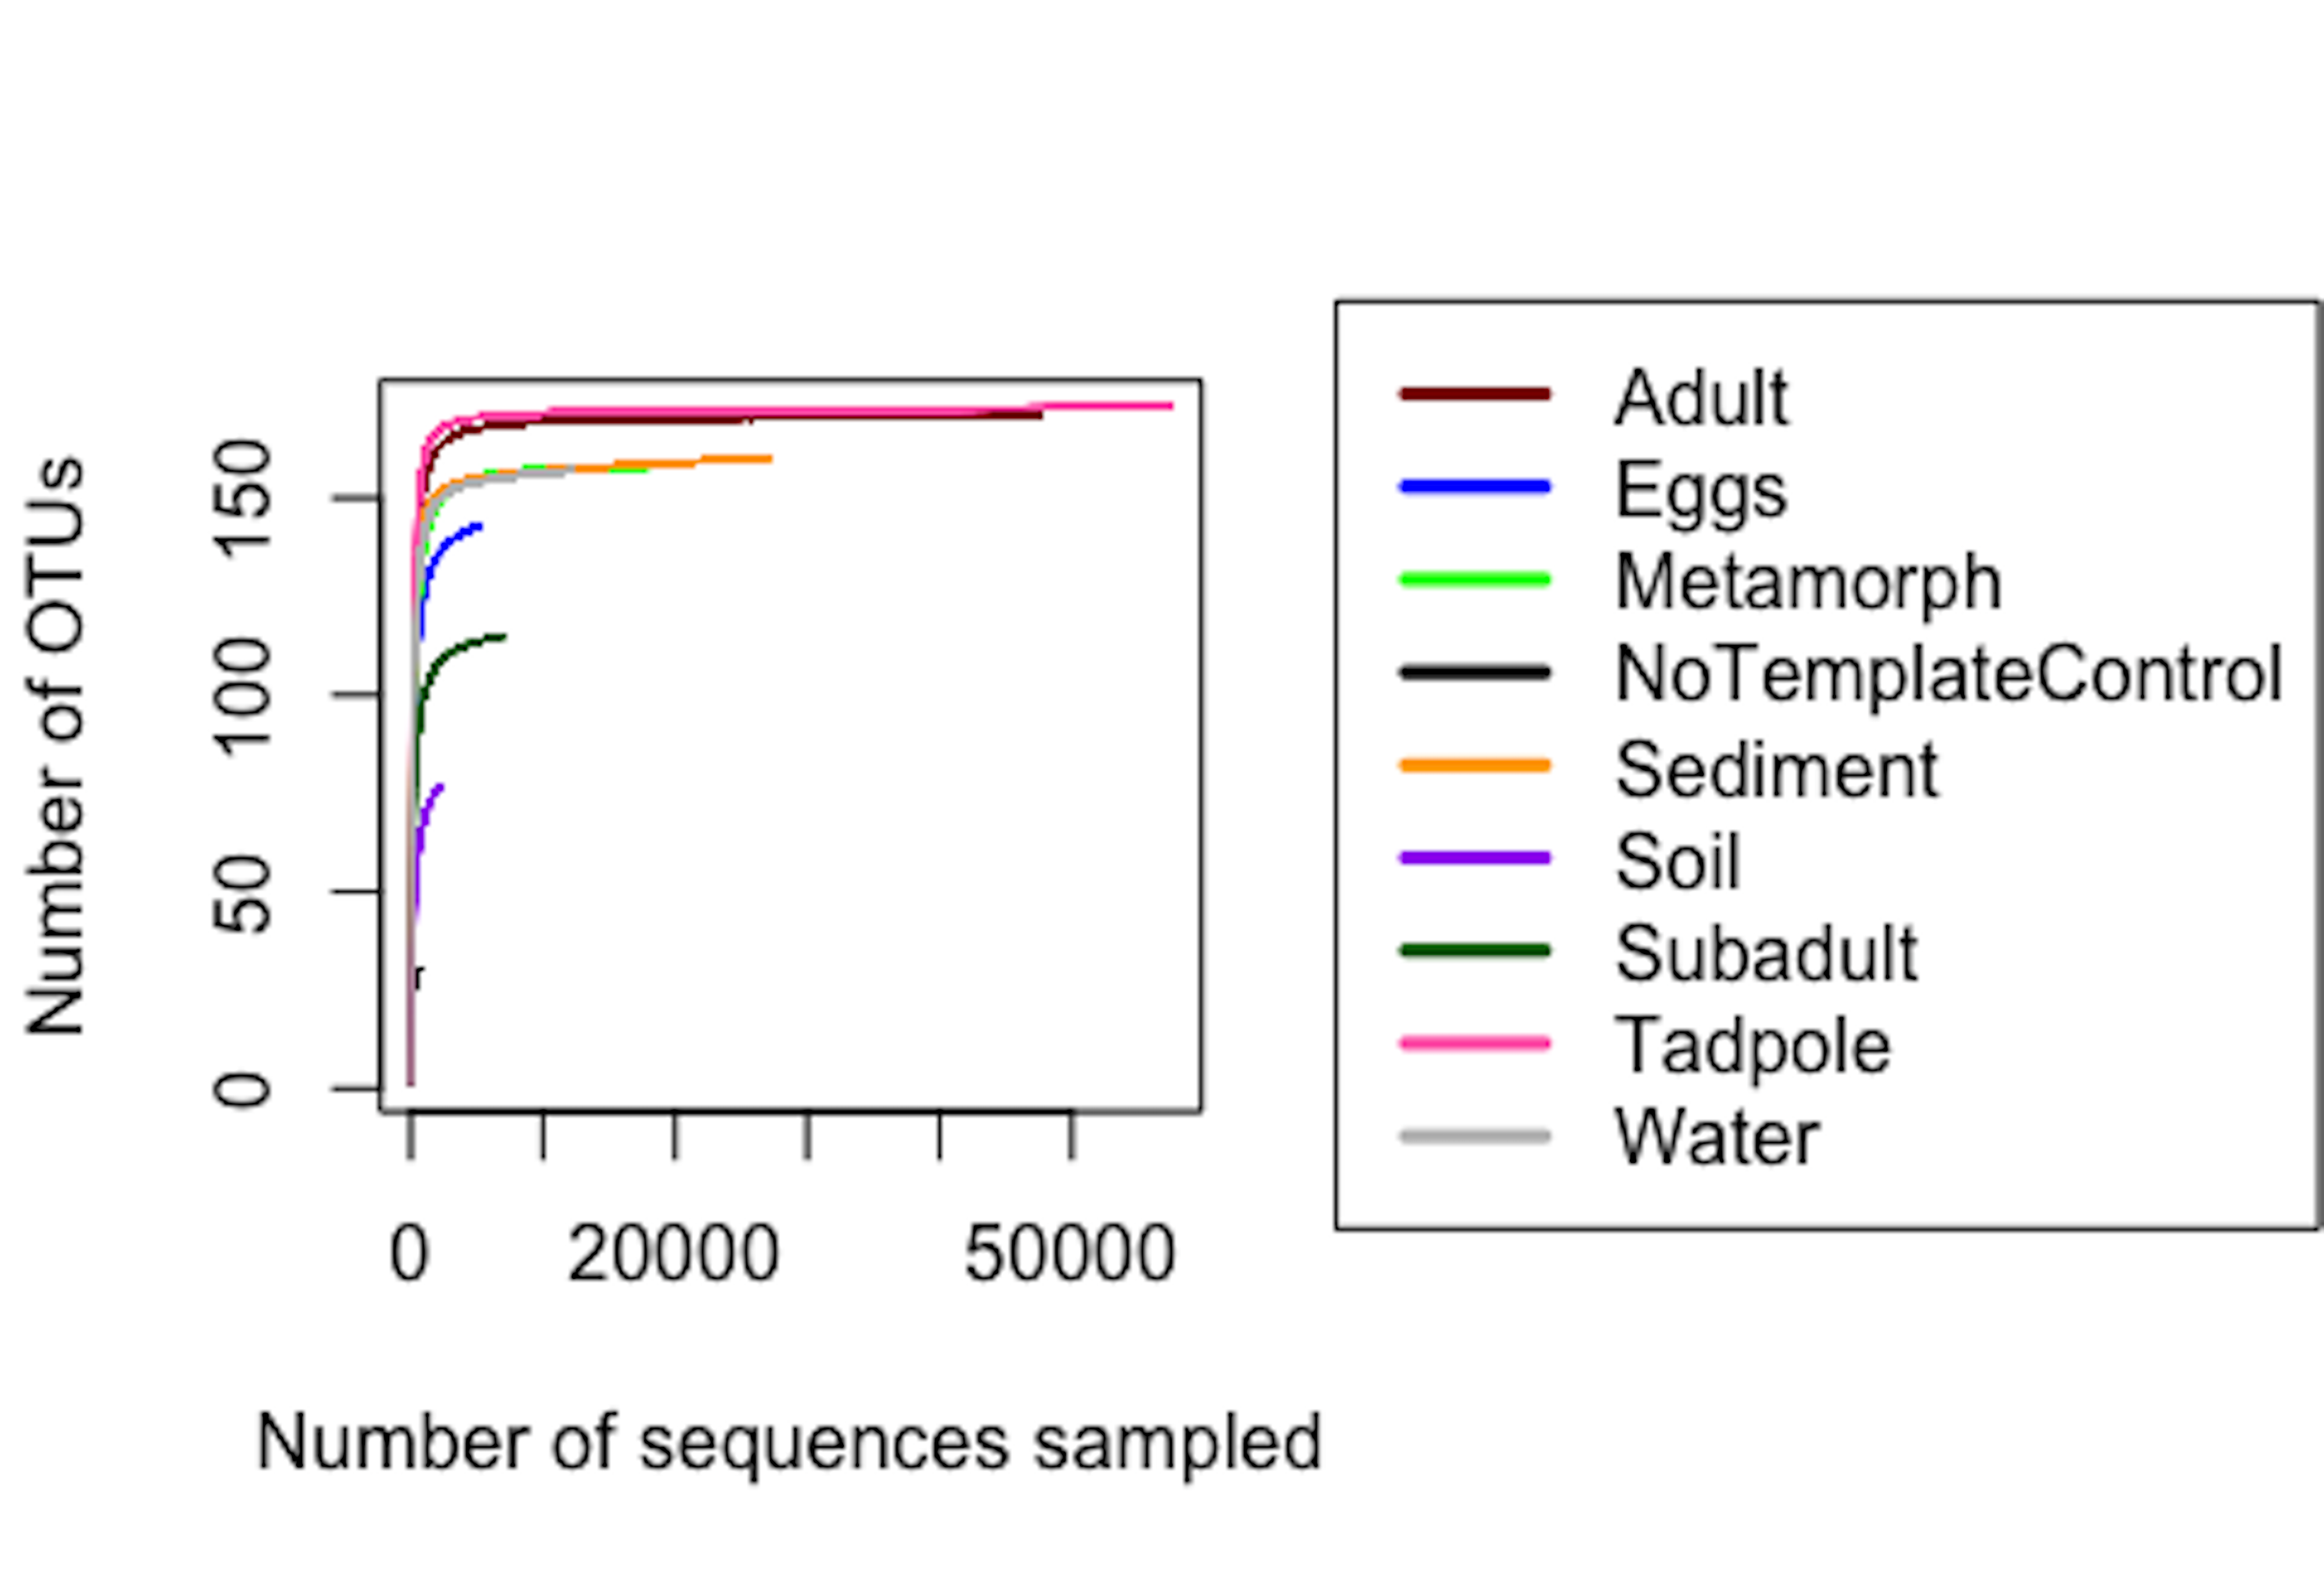 Number of OTUs
150
100
50
0
0 20000 50000
Number of sequences sampled
Adult
Eggs
Metamorph
NoTemplateControl
Sediment
Soil
Subadult
Tadpole
Water